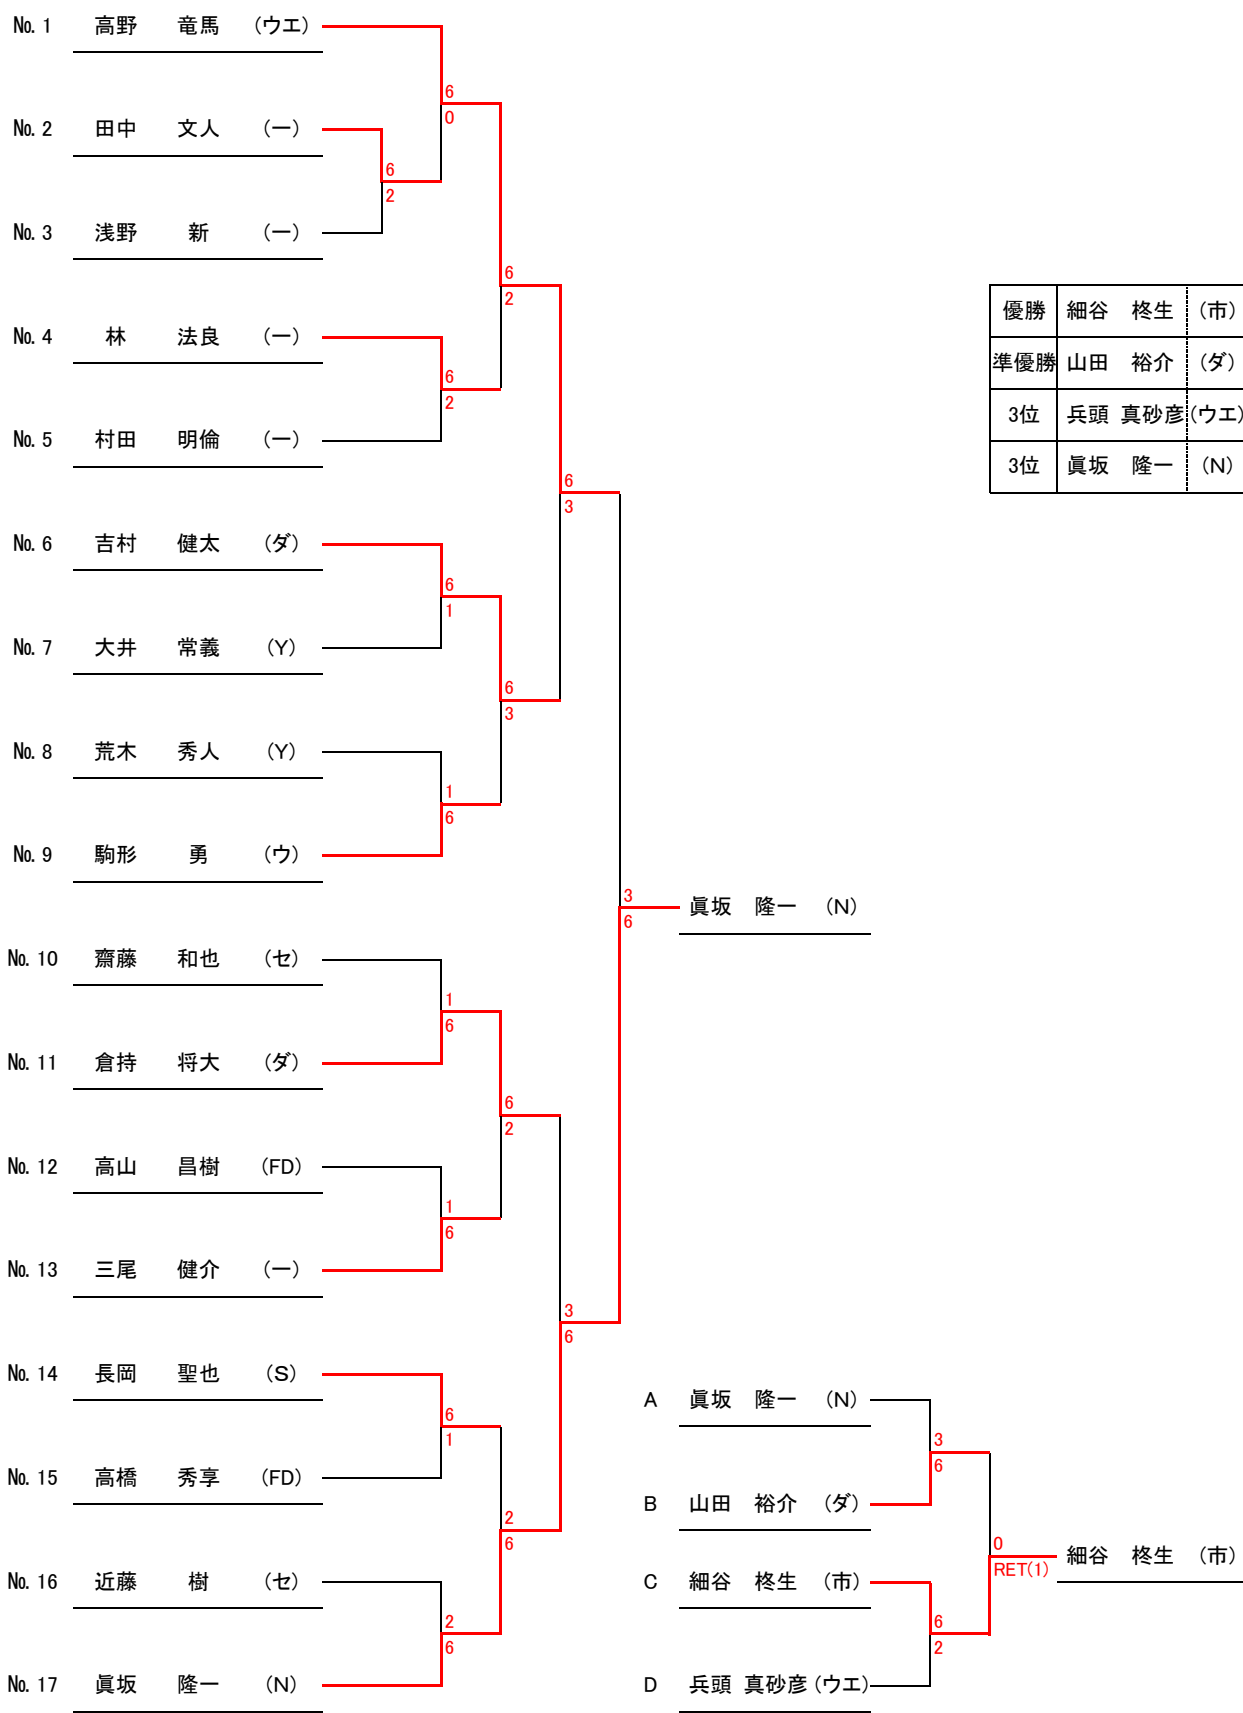 № 1 高野 竜馬 (ウエ)
6
0
№ 2 田中 文人 (一)
6
2
№ 3 浅野 新 (一)
6
2
優勝 細谷 柊生 (市)
№ 4 林 法良 (一)
準優勝 山田 裕介 (ダ)
6
2
3位 兵頭 真砂彦 (ウエ)
№ 5 村田 明倫 (一)
3位 眞坂 隆一 (N)
6
3
№ 6 吉村 健太 (ダ)
6
1
№ 7 大井 常義 (Y)
6
3
№ 8 荒木 秀人 (Y)
1
6
№ 9 駒形 勇 (ウ)
3
眞坂 隆一 (N)
6
№ 10 齋藤 和也 (セ)
1
6
№ 11 倉持 将大 (ダ)
6
2
№ 12 高山 昌樹 (FD)
1
6
№ 13 三尾 健介 (一)
3
6
№ 14 長岡 聖也 (S)
A 眞坂 隆一 (N)
6
1
3
6
№ 15 高橋 秀享 (FD)
B 山田 裕介 (ダ)
2
6
0
細谷 柊生 (市)
RET(1)
№ 16 近藤 樹 (セ)
C 細谷 柊生 (市)
2
6
6
2
№ 17 眞坂 隆一 (N)
D 兵頭 真砂彦 (ウエ)